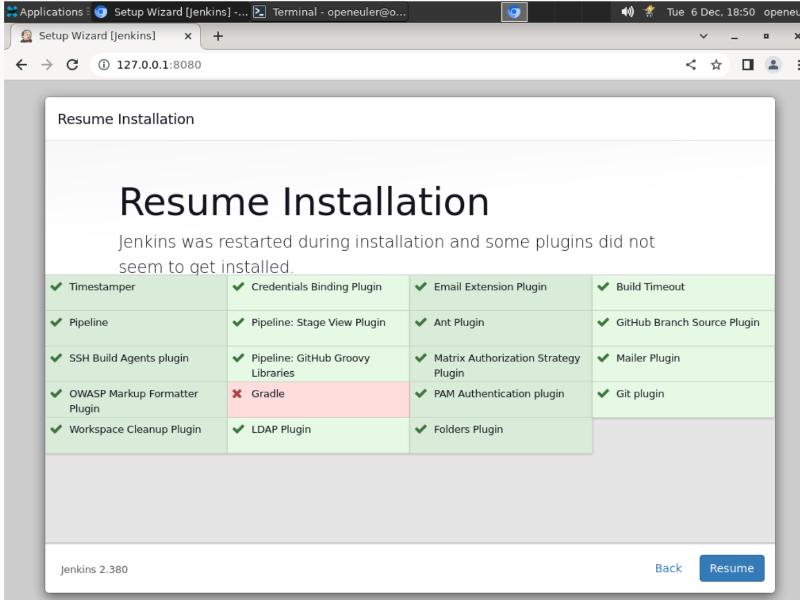 Applications
Setup Wizard [Jenkins] -...
Terminal - openeuler@o...
Tue 6 Dec, 18:50 openeu
Setup Wizard [Jenkins]
127.0.0.1:8080
Resume Installation
Resume Installation
Jenkins was restarted during installation and some plugins did not
seem to get installed.
Timestamper
Credentials Binding Plugin
Email Extension Plugin
Build Timeout
Pipeline
Pipeline: Stage View Plugin
Ant Plugin
GitHub Branch Source Plugin
SSH Build Agents plugin
Pipeline: GitHub Groovy
Libraries
Matrix Authorization Strategy
Plugin
Mailer Plugin
OWASP Markup Formatter
Plugin
Gradle
PAM Authentication plugin
Git plugin
Workspace Cleanup Plugin
LDAP Plugin
Folders Plugin
Jenkins 2.380
Back
Resume